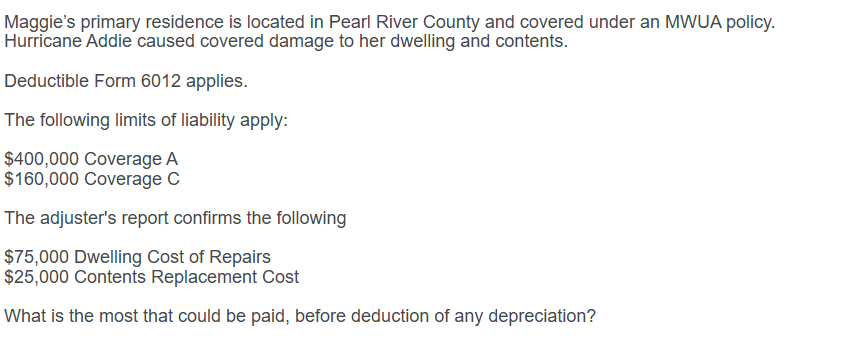 Maggie’s primary residence is located in Pearl River County and covered under an MWUA policy.
Hurricane Addie caused covered damage to her dwelling and contents.
Deductible Form 6012 applies.
The following limits of liability apply:
$400,000 Coverage A
$160,000 Coverage C
The adjuster's report confirms the following
$75,000 Dwelling Cost of Repairs
$25,000 Contents Replacement Cost
What is the most that could be paid, before deduction of any depreciation?